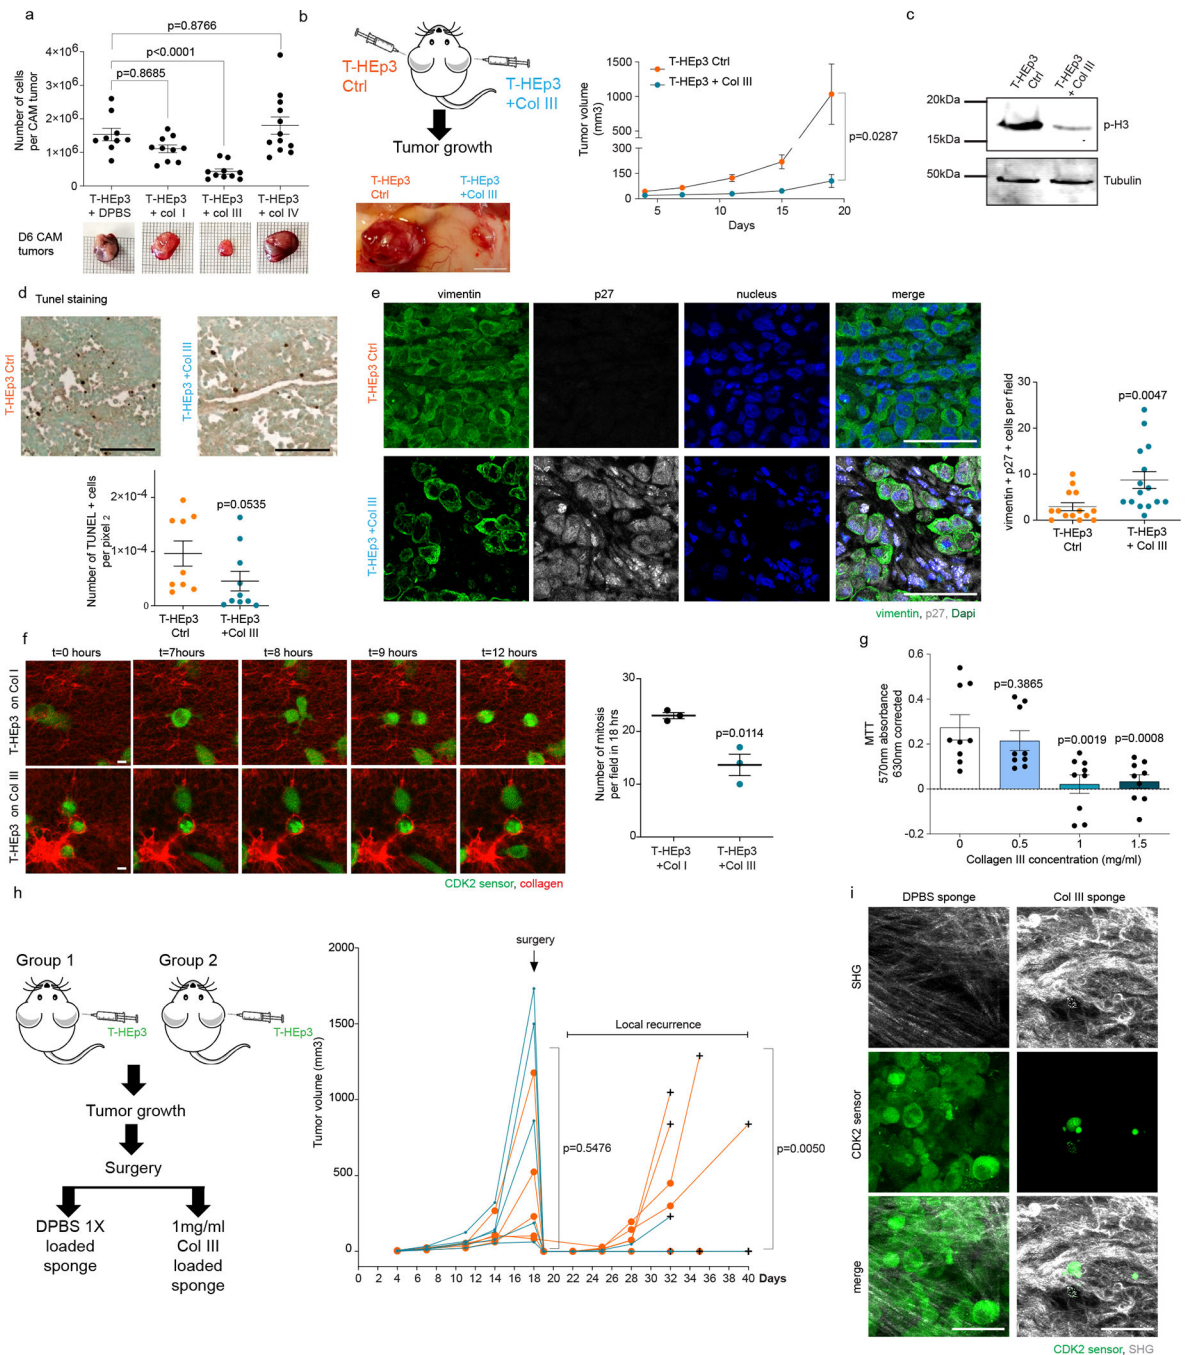 a
p=0.8766
p<0.0001
p=0.8685
Number of cells
per CAM tumor
4×10⁶
3×10⁶
2×10⁶
1×10⁶
0
T-HEp3
+ DPBS
T-HEp3
+ col I
T-HEp3
+ col III
T-HEp3
+ col IV
D6 CAM
tumors
b
T-HEp3
Ctrl
T-HEp3
+Col III
Tumor growth
T-HEp3
Ctrl
T-HEp3
+Col III
T-HEp3 Ctrl
T-HEp3 + Col III
Tumor volume
(mm3)
1500
1000
500
150
100
50
0
5
10
15
20
Days
p=0.0287
c
T-HEp3
Ctrl
T-HEp3
+ Col III
20kDa
15kDa
p-H3
50kDa
Tubulin
d
Tunel staining
T-HEp3 Ctrl
T-HEp3 +Col III
Number of TUNEL + cells
per pixel 2
2×10⁻⁴
1×10⁻⁴
0
p=0.0535
T-HEp3
Ctrl
T-HEp3
+Col III
e
vimentin
p27
nucleus
merge
T-HEp3 Ctrl
T-HEp3 +Col III
vimentin, p27, Dapi
vimentin + p27 + cells per field
30
20
10
0
p=0.0047
T-HEp3
Ctrl
T-HEp3
+ Col III
f
t=0 hours
t=7hours
t=8 hours
t=9 hours
t=12 hours
T-HEp3 on Col I
T-HEp3 on Col III
CDK2 sensor, collagen
Number of mitosis
per field in 18 hrs
30
20
10
0
p=0.0114
T-HEp3
+Col I
T-HEp3
+Col III
g
MTT
570nm absorbance
630nm corrected
0.6
0.4
0.2
0
-0.2
p=0.3865
p=0.0019
p=0.0008
0
0.5
1
1.5
Collagen III concentration (mg/ml)
h
Group 1
Group 2
T-HEp3
T-HEp3
Tumor growth
Surgery
DPBS 1X
loaded
sponge
1mg/ml
Col III
loaded
sponge
Tumor volume (mm3)
2000
1500
1000
500
0
surgery
Local recurrence
p=0.5476
p=0.0050
0 2 4 6 8 10 12 14 16 18 20 22 24 26 28 30 32 34 36 38 40 Days
i
DPBS sponge
Col III sponge
SHG
CDK2 sensor
merge
CDK2 sensor, SHG